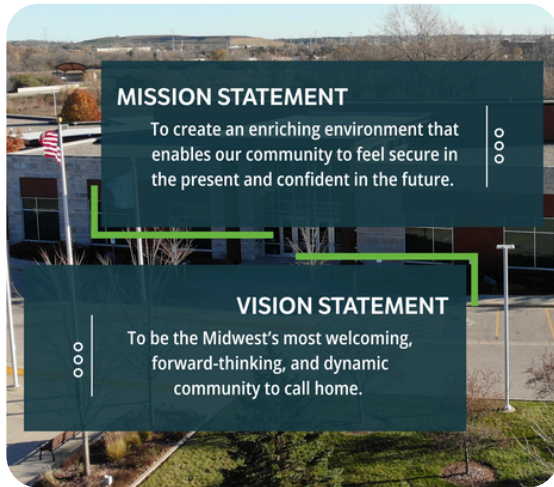 MISSION STATEMENT
To create an enriching environment that
enables our community to feel secure in
the present and confident in the future.
VISION STATEMENT
To be the Midwest’s most welcoming,
forward-thinking, and dynamic
community to call home.